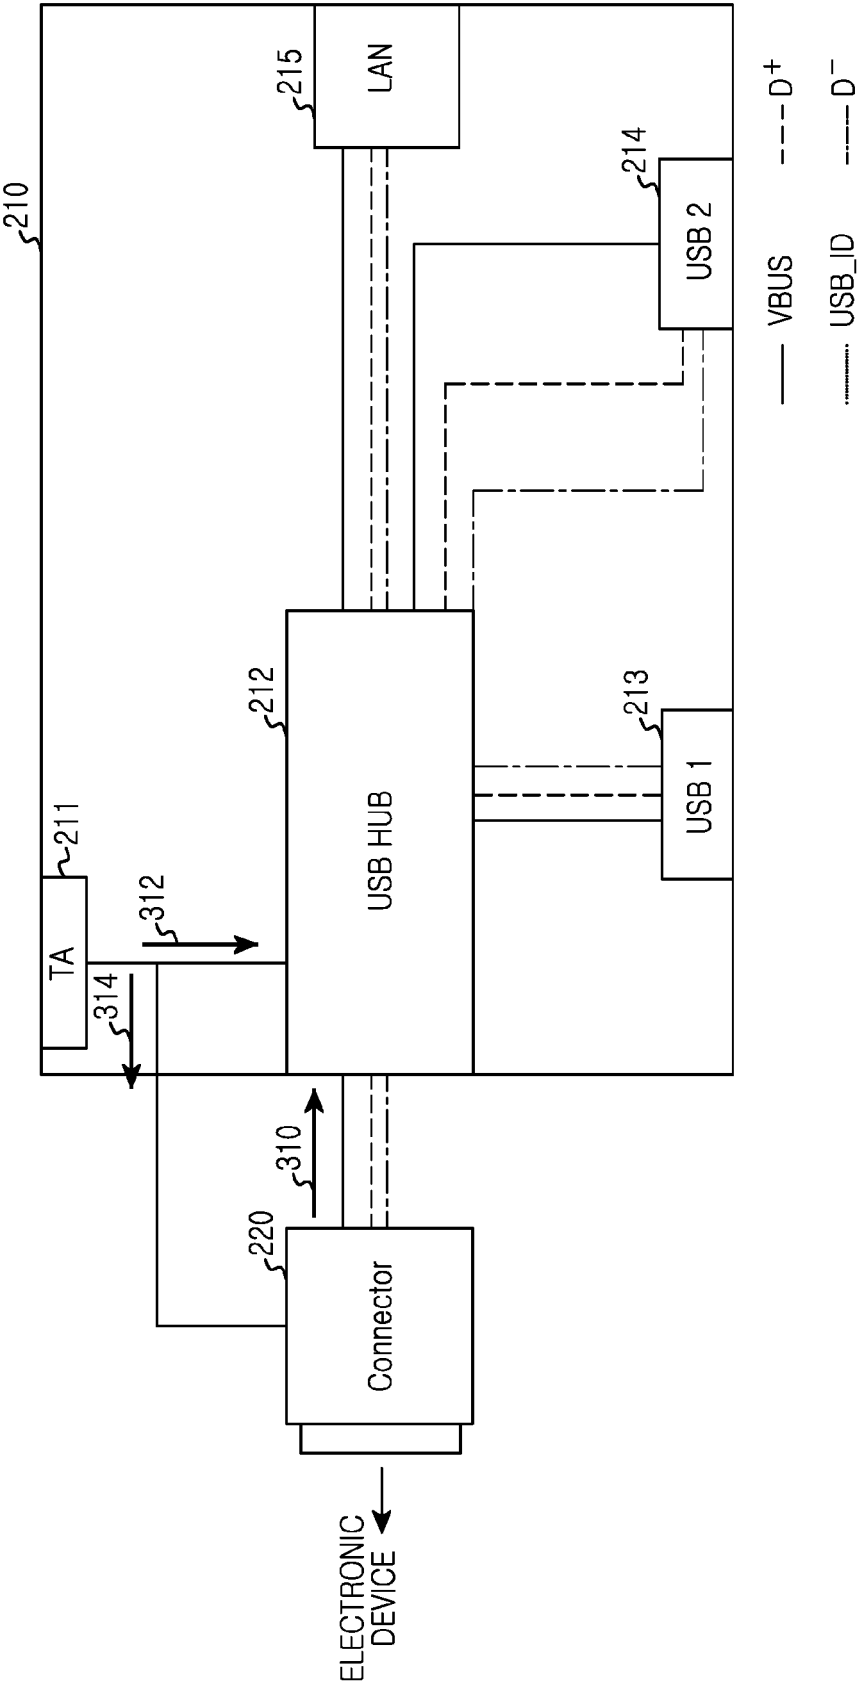 210
TA
211
314
312
215
LAN
USB HUB
212
310
220
Connector
ELECTRONIC
DEVICE
USB 1
213
USB 2
214
VBUS
D+
USB_ID
D−